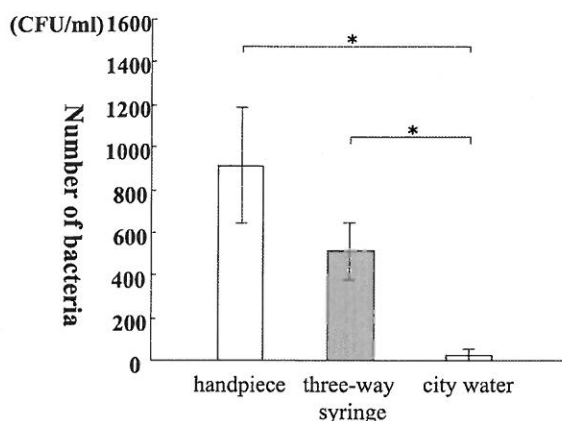 (CFU/ml)
1600
1400
1200
1000
800
600
400
200
0
Number of bacteria
*
*
handpiece
three-way
syringe
city water